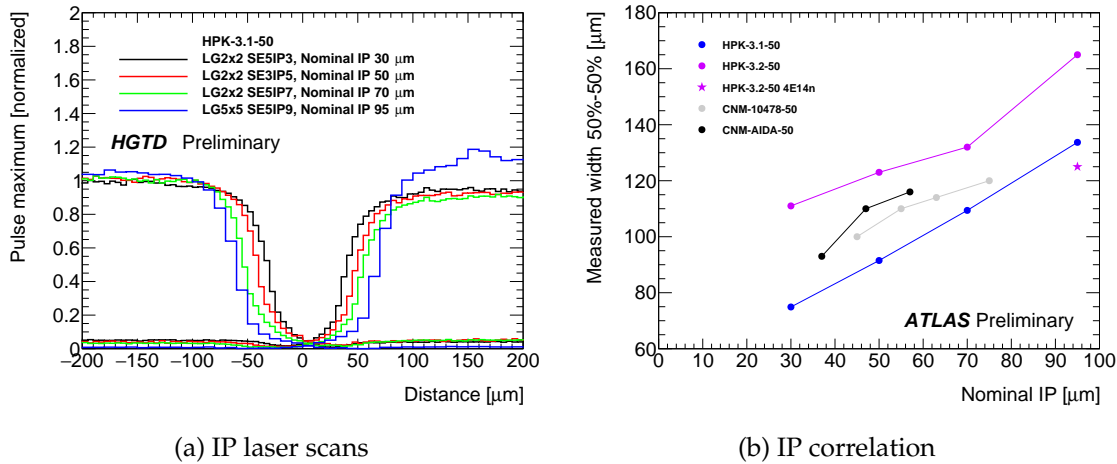 Pulse maximum [normalized]
2
1.8
1.6
1.4
1.2
1
0.8
0.6
0.4
0.2
0
HPK-3.1-50
LG2x2 SE5IP3, Nominal IP 30 μm
LG2x2 SE3IP5, Nominal IP 50 μm
LG2x2 SE5IP7, Nominal IP 70 μm
LG5x5 SE5IP9, Nominal IP 95 μm
HGTD Preliminary
−200 −150 −100 −50 0 50 100 150 200
Distance [μm]
(a) IP laser scans
Measured width 50%-50% [μm]
180
160
140
120
100
80
60
HPK-3.1-50
HPK-3.2-50
HPK-3.2-50 4E14n
CNM-10478-50
CNM-AIDA-50
ATLAS Preliminary
0 10 20 30 40 50 60 70 80 90 100
Nominal IP [μm]
(b) IP correlation